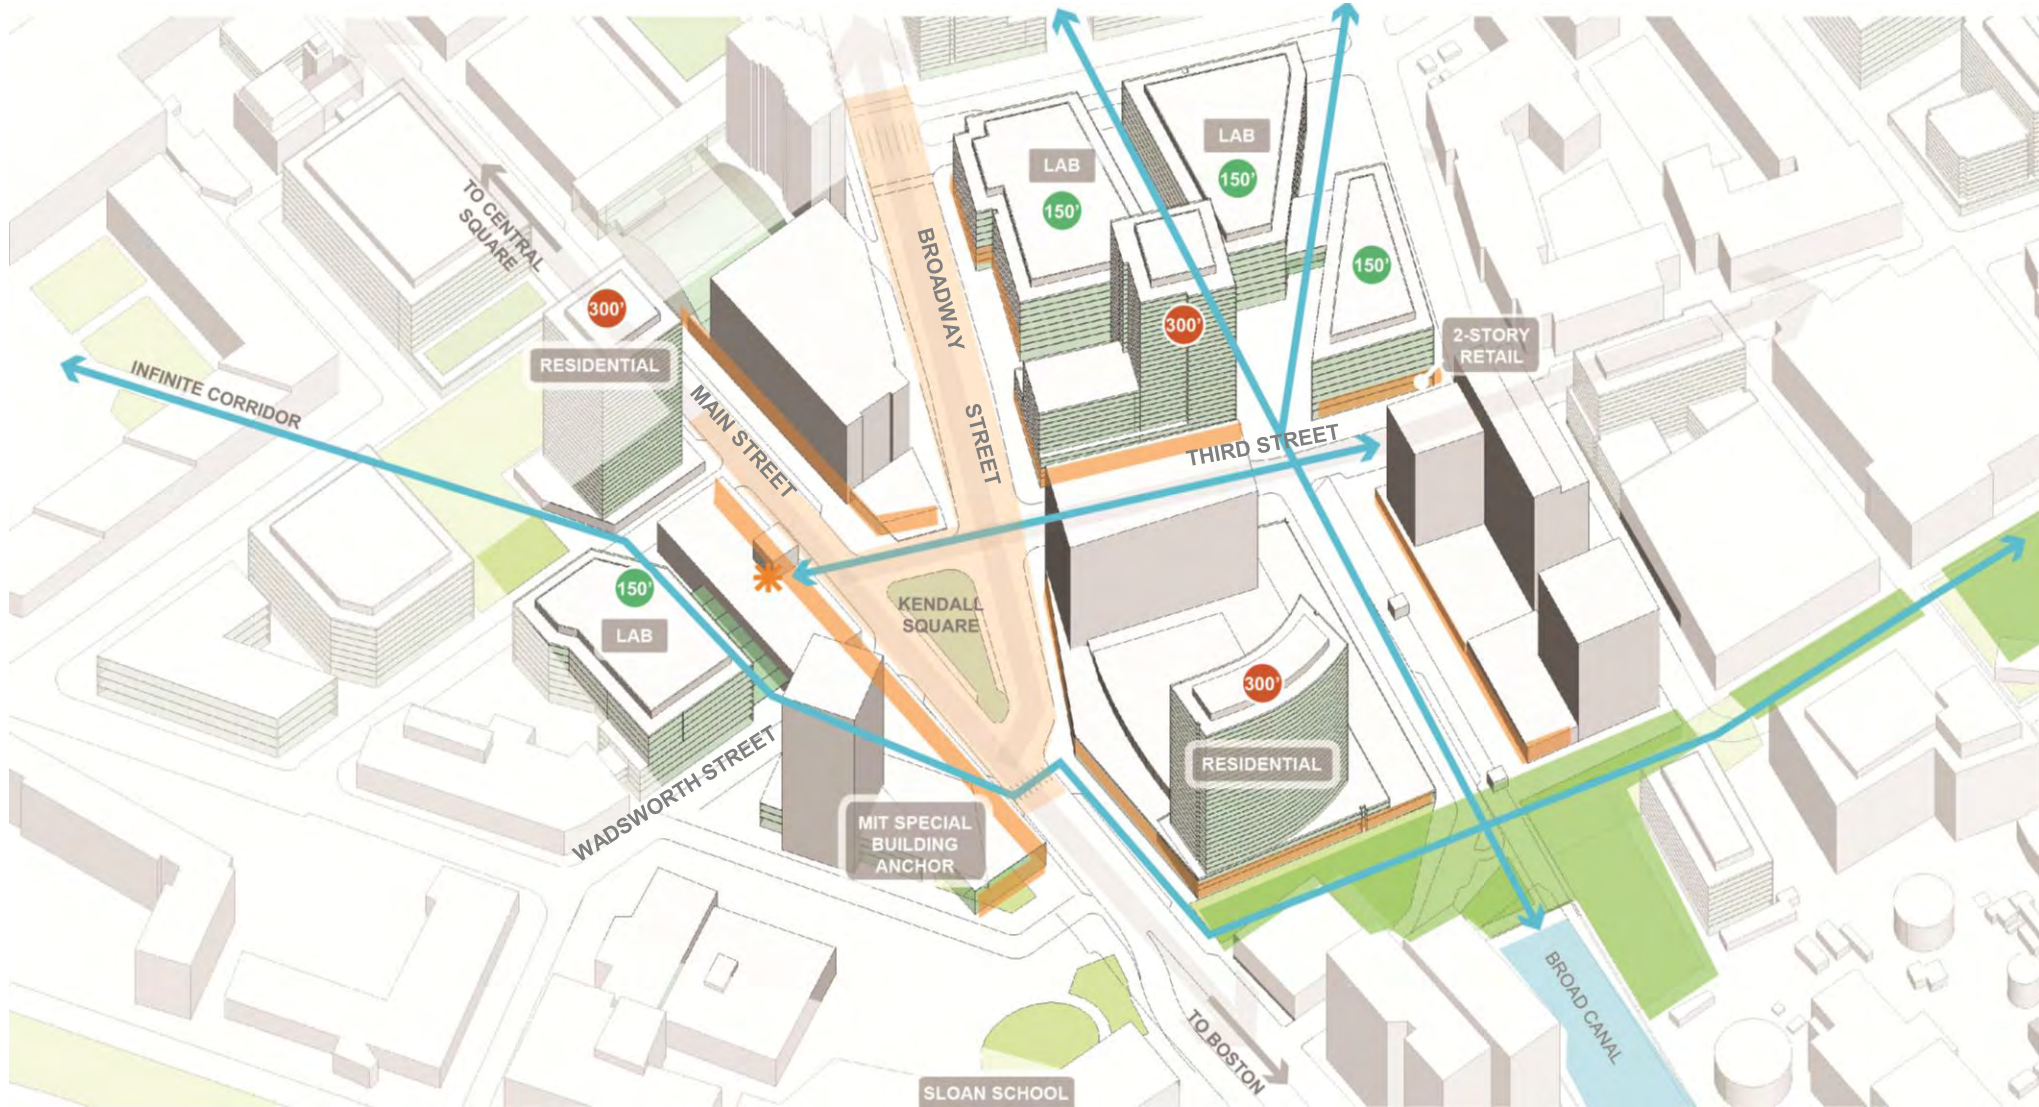 LAB
150'
LAB
150'
150'
300'
2-STORY
RETAIL
TO CENTRAL
SQUARE
BROADWAY
STREET
300'
RESIDENTIAL
INFINITE CORRIDOR
MAIN STREET
THIRD STREET
150'
LAB
KENDALL
SQUARE
300'
RESIDENTIAL
WADSWORTH STREET
MIT SPECIAL
BUILDING
ANCHOR
BROAD CANAL
TO BOSTON
SLOAN SCHOOL